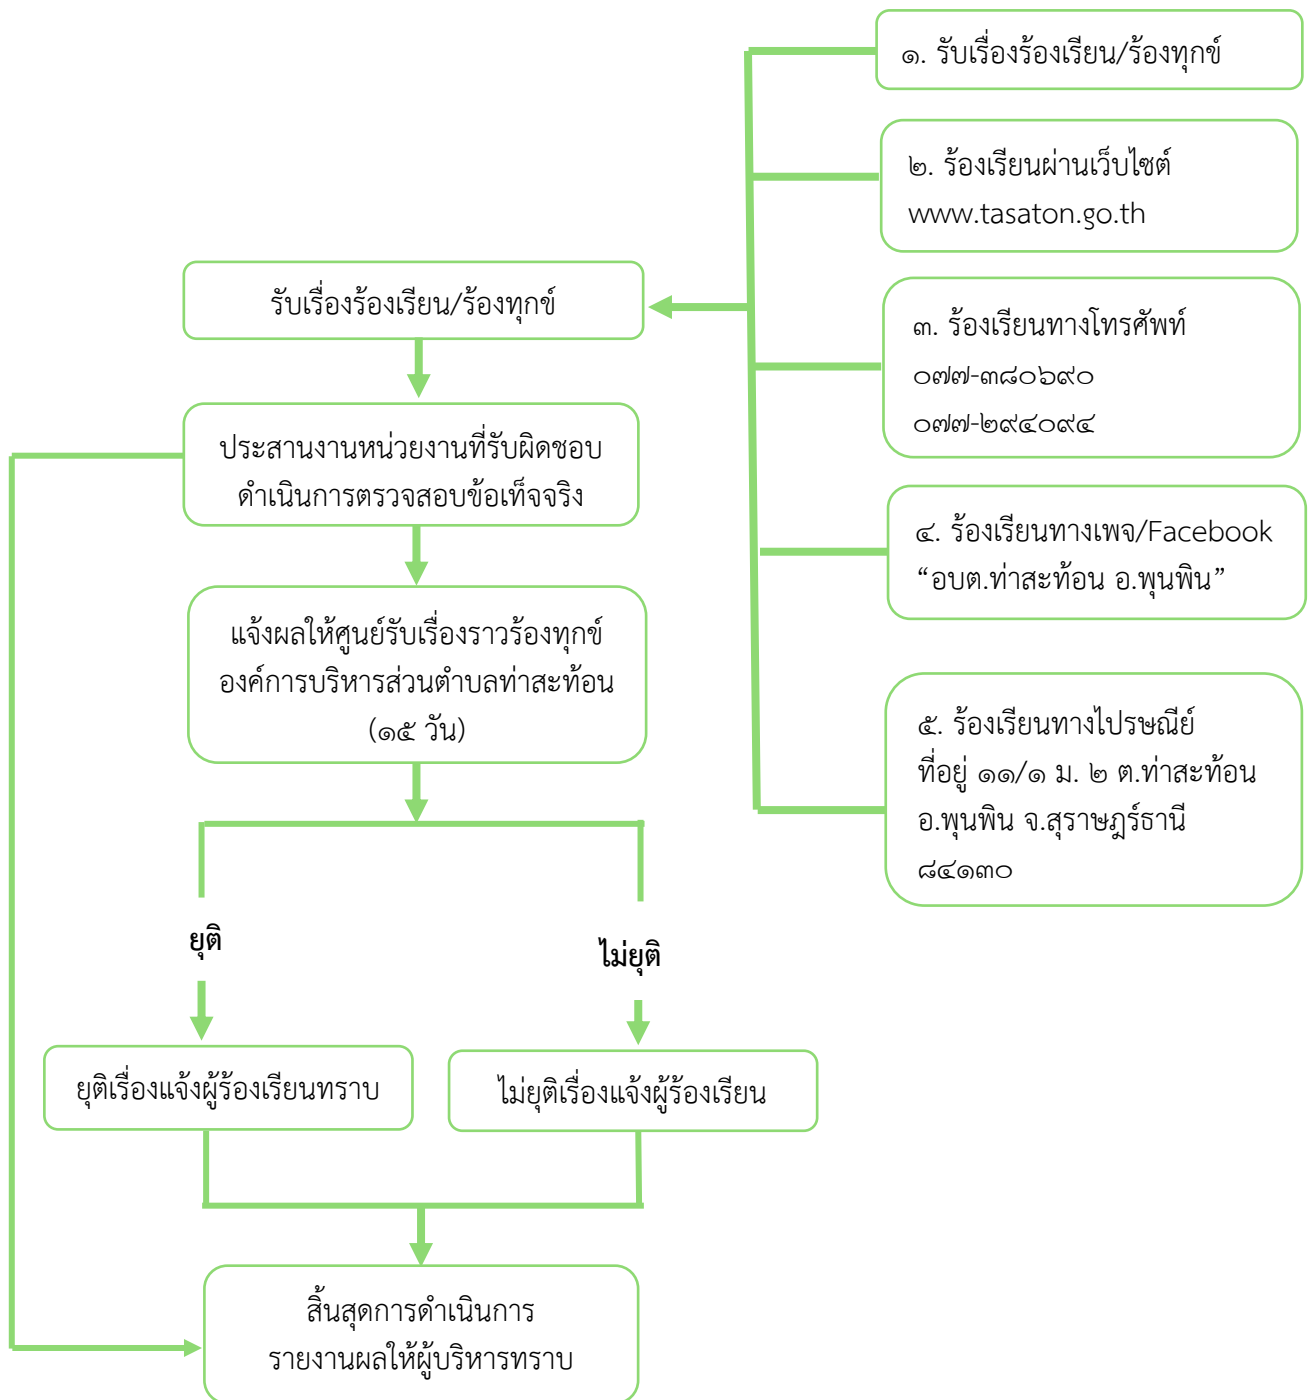 ๑. รับเรื่องร้องเรียน/ร้องทุกข์
๒. ร้องเรียนผ่านเว็บไซต์
www.tasaton.go.th
๓. ร้องเรียนทางโทรศัพท์
๐๗๗-๓๘๐๖๙๐
๐๗๗-๒๙๔๐๙๔
๔. ร้องเรียนทางเพจ/Facebook
“อบต.ท่าสะท้อน อ.พุนพิน”
๕. ร้องเรียนทางไปรษณีย์
ที่อยู่ ๑๑/๑ ม. ๒ ต.ท่าสะท้อน
อ.พุนพิน จ.สุราษฎร์ธานี
๘๔๑๓๐
รับเรื่องร้องเรียน/ร้องทุกข์
ประสานงานหน่วยงานที่รับผิดชอบ
ดำเนินการตรวจสอบข้อเท็จจริง
แจ้งผลให้ศูนย์รับเรื่องราวร้องทุกข์
องค์การบริหารส่วนตำบลท่าสะท้อน
(๑๕ วัน)
ยุติ
ไม่ยุติ
ยุติเรื่องแจ้งผู้ร้องเรียนทราบ
ไม่ยุติเรื่องแจ้งผู้ร้องเรียน
สิ้นสุดการดำเนินการ
รายงานผลให้ผู้บริหารทราบ